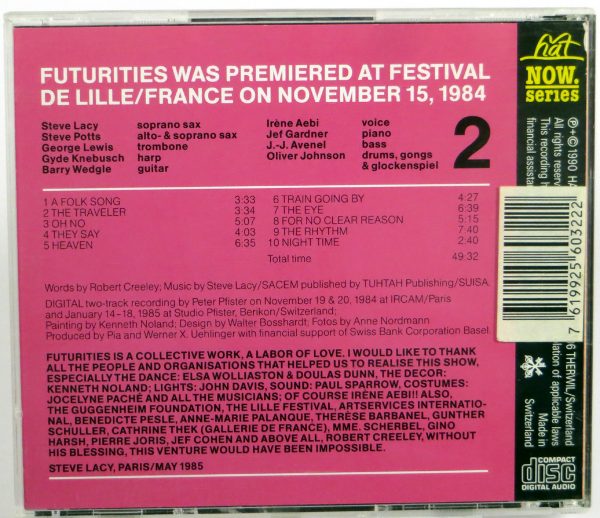 FUTURITIES WAS PREMIERED AT FESTIVAL
DE LILLE/FRANCE ON NOVEMBER 15, 1984
Steve Lacy soprano sax Irène Aebi voice
Steve Potts alto- & soprano sax Jef Gardner piano
George Lewis trombone J.-J. Avenel bass
Gyde Knebusch harp Oliver Johnson drums, gongs
Barry Wedgle guitar & glockenspiel
2
1 A FOLK SONG 3:33 6 TRAIN GOING BY 4:27
2 THE TRAVELER 3:34 7 THE EYE 6:39
3 OH NO 5:07 8 FOR NO CLEAR REASON 5:15
4 THEY SAY 4:03 9 THE RHYTHM 7:40
5 HEAVEN 6:35 10 NIGHT TIME 2:40
Total time 49:32
Words by Robert Creeley; Music by Steve Lacy/SACEM published by TUHTAH Publishing/SUISA.
DIGITAL two-track recording by Peter Pfister on November 19 & 20, 1984 at IRCAM/Paris
and January 14–18, 1985 at Studio Pfister, Berikon/Switzerland;
Painting by Kenneth Noland; Design by Walter Bosshardt; Fotos by Anne Nordmann
Produced by Pia and Werner X. Uehlinger with financial support of Swiss Bank Corporation Basel.
FUTURITIES IS A COLLECTIVE WORK, A LABOR OF LOVE, I WOULD LIKE TO THANK
ALL THE PEOPLE AND ORGANISATIONS THAT HELPED US TO REALISE THIS SHOW,
ESPECIALLY THE DANCE: ELSA WOLLIASTON & DOULAS DUNN, THE DECOR:
KENNETH NOLAND; LIGHTS: JOHN DAVIS, SOUND: PAUL SPARROW, COSTUMES:
JOCELYNE PACHÉ AND ALL THE MUSICIANS; OF COURSE IRÈNE AEBI!! ALSO,
THE GUGGENHEIM FOUNDATION, THE LILLE FESTIVAL, ARTSERVICES INFERNATIO-
NAL, BENEDICTE PESLE, ANNE-MARIE PALANQUE, THERÈSE BARBANEL, GUNTHER
SCHULLER, CATHRINE THEK (GALLERIE DE FRANCE), MME. SCHERBEL, GINO
HARSH, PIERRE JORIS, JEF COHEN AND ABOVE ALL, ROBERT CREELEY, WITHOUT
HIS BLESSING, THIS VENTURE WOULD HAVE BEEN IMPOSSIBLE.
STEVE LACY, PARIS/MAY 1985
hat
NOW.
series
℗+© 1990 HA
All rights reserve
This recording
financial assista
7 619925 603222
6 THERWIL/Switzerland
lation of applicable laws
Made in
Switzerland
COMPACT
disc
DIGITAL AUDIO